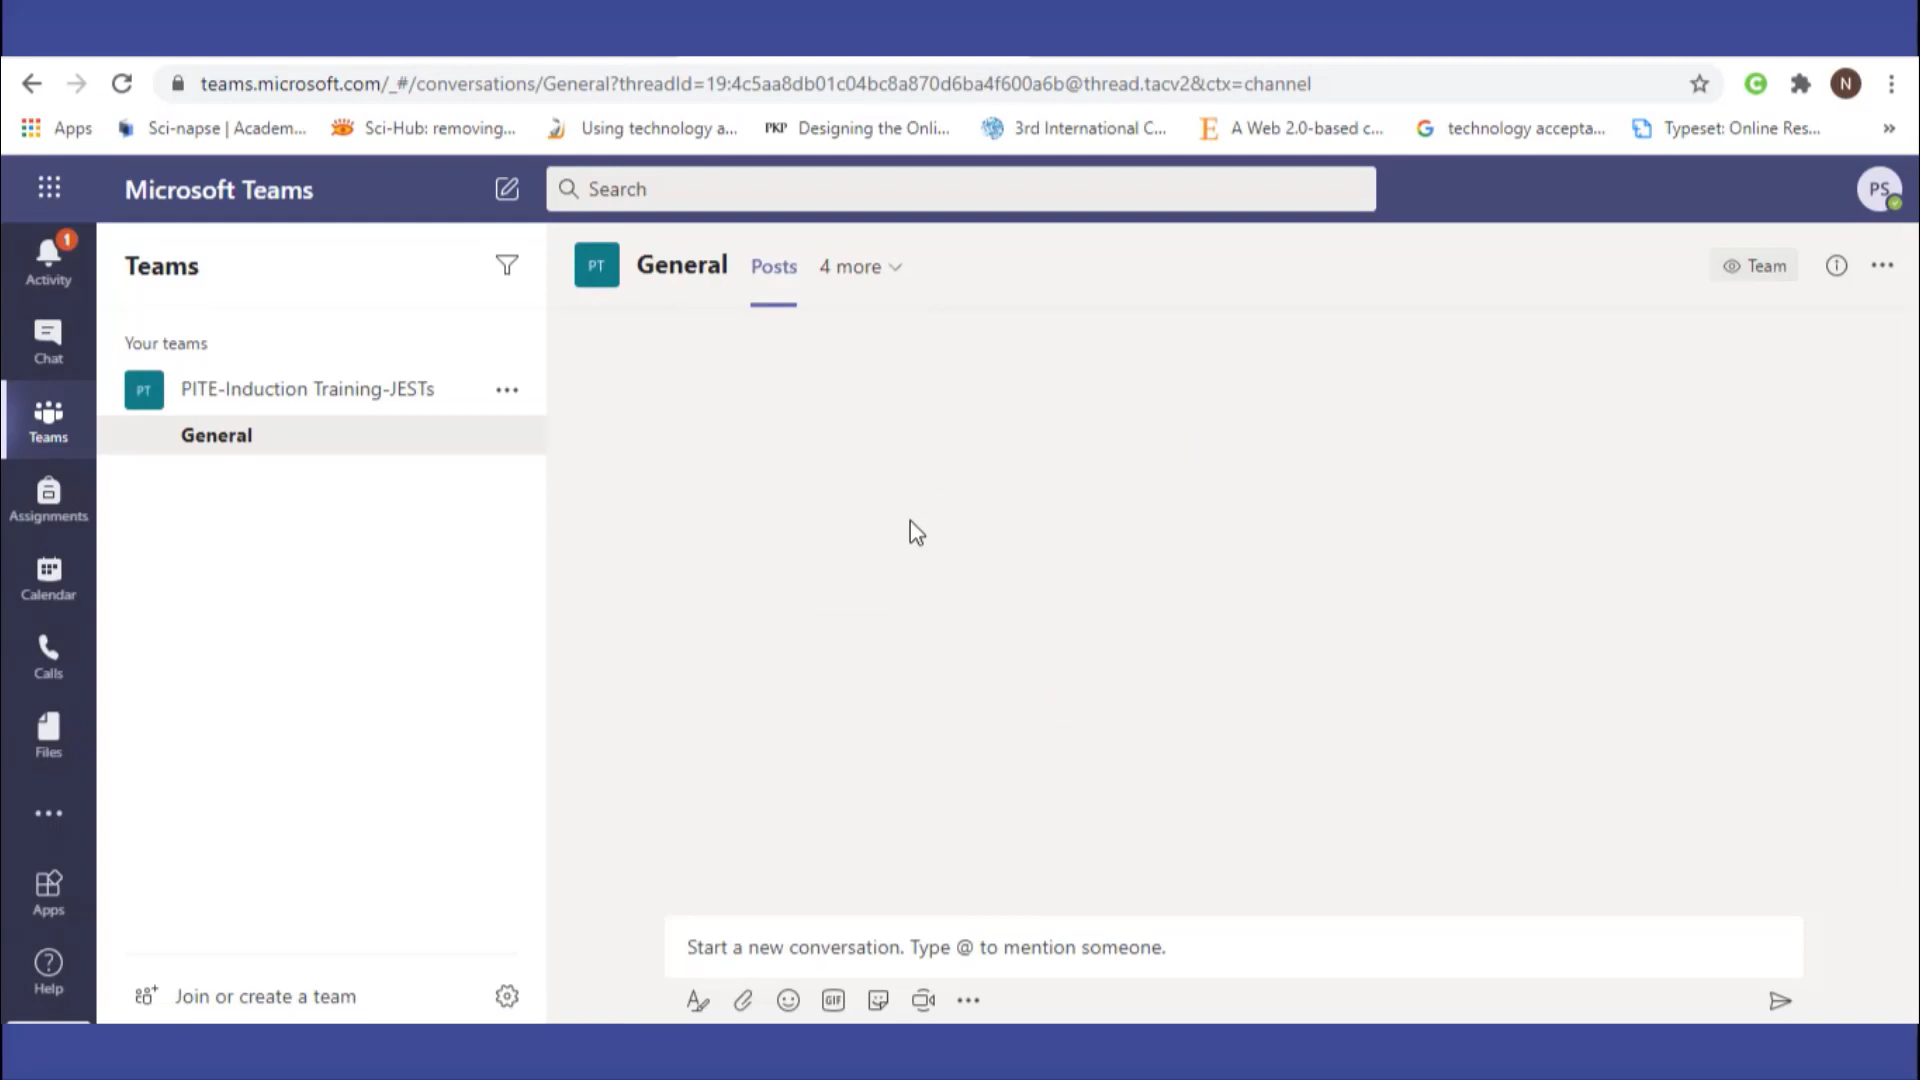 teams.microsoft.com/_#/conversations/General?threadId=19:4c5aa8db01c04bc8a870d6ba4f600a6b@thread.tacv2&ctx=channel
N
Apps
Sci-napse | Academ...
Sci-Hub: removing...
Using technology a...
PKP Designing the Onli...
3rd International C...
E A Web 2.0-based c...
G technology accepta...
Typeset: Online Res...
»
Microsoft Teams
Search
PS
1
Activity
Chat
Teams
Assignments
Calendar
Calls
Files
Apps
Help
Teams
Your teams
PT PITE-Induction Training-JESTs
General
Join or create a team
PT General Posts 4 more
Team
Start a new conversation. Type @ to mention someone.
GIF